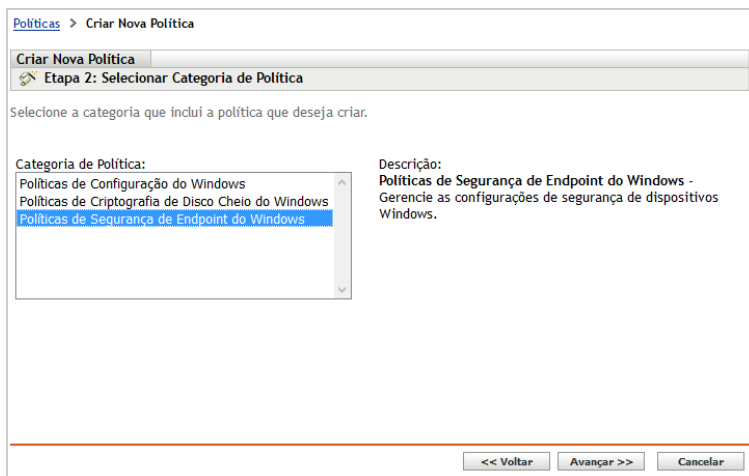 Políticas > Criar Nova Política
Criar Nova Política
Etapa 2: Selecionar Categoria de Política
Selecione a categoria que inclui a política que deseja criar.
Categoria de Política:
Políticas de Configuração do Windows
Políticas de Criptografia de Disco Cheio do Windows
Políticas de Segurança de Endpoint do Windows
Descrição:
Políticas de Segurança de Endpoint do Windows -
Gerencie as configurações de segurança de dispositivos
Windows.
<< Voltar Avançar >> Cancelar